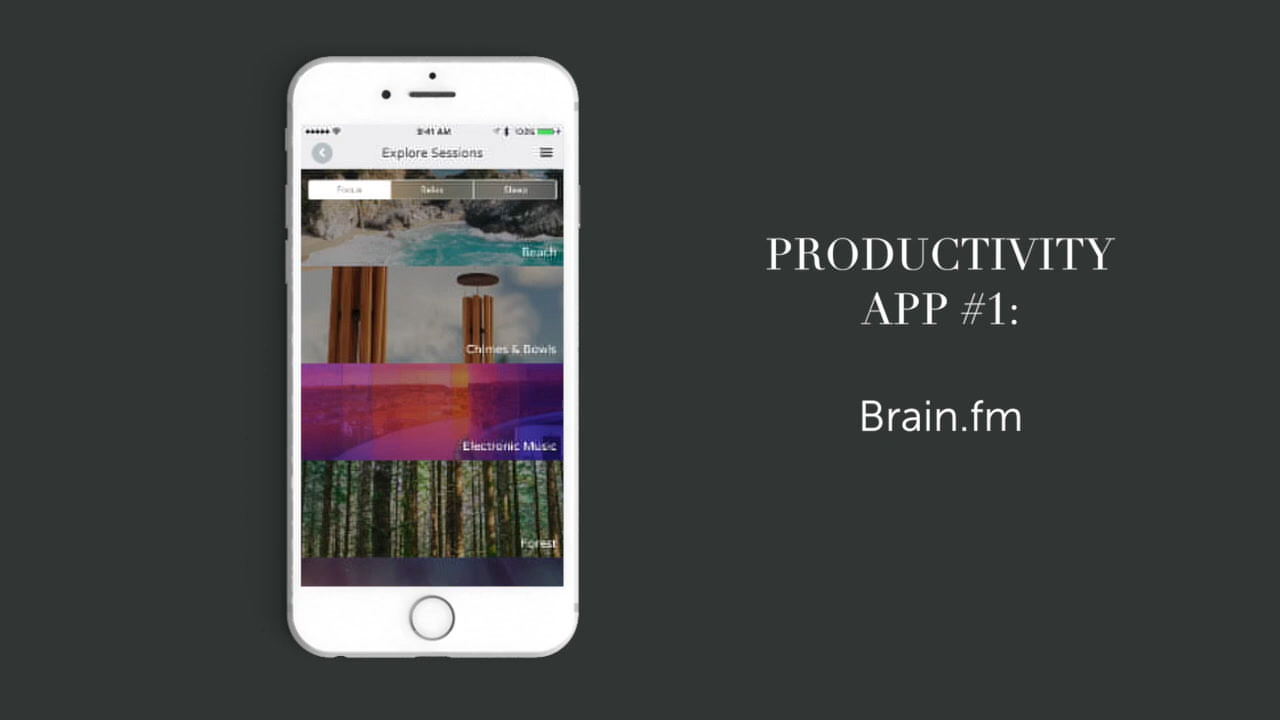 9:41 AM
Explore Sessions
Focus Relax Sleep
Beach
Chimes & Bowls
Electronic Music
Forest
PRODUCTIVITY
APP #1:
Brain.fm